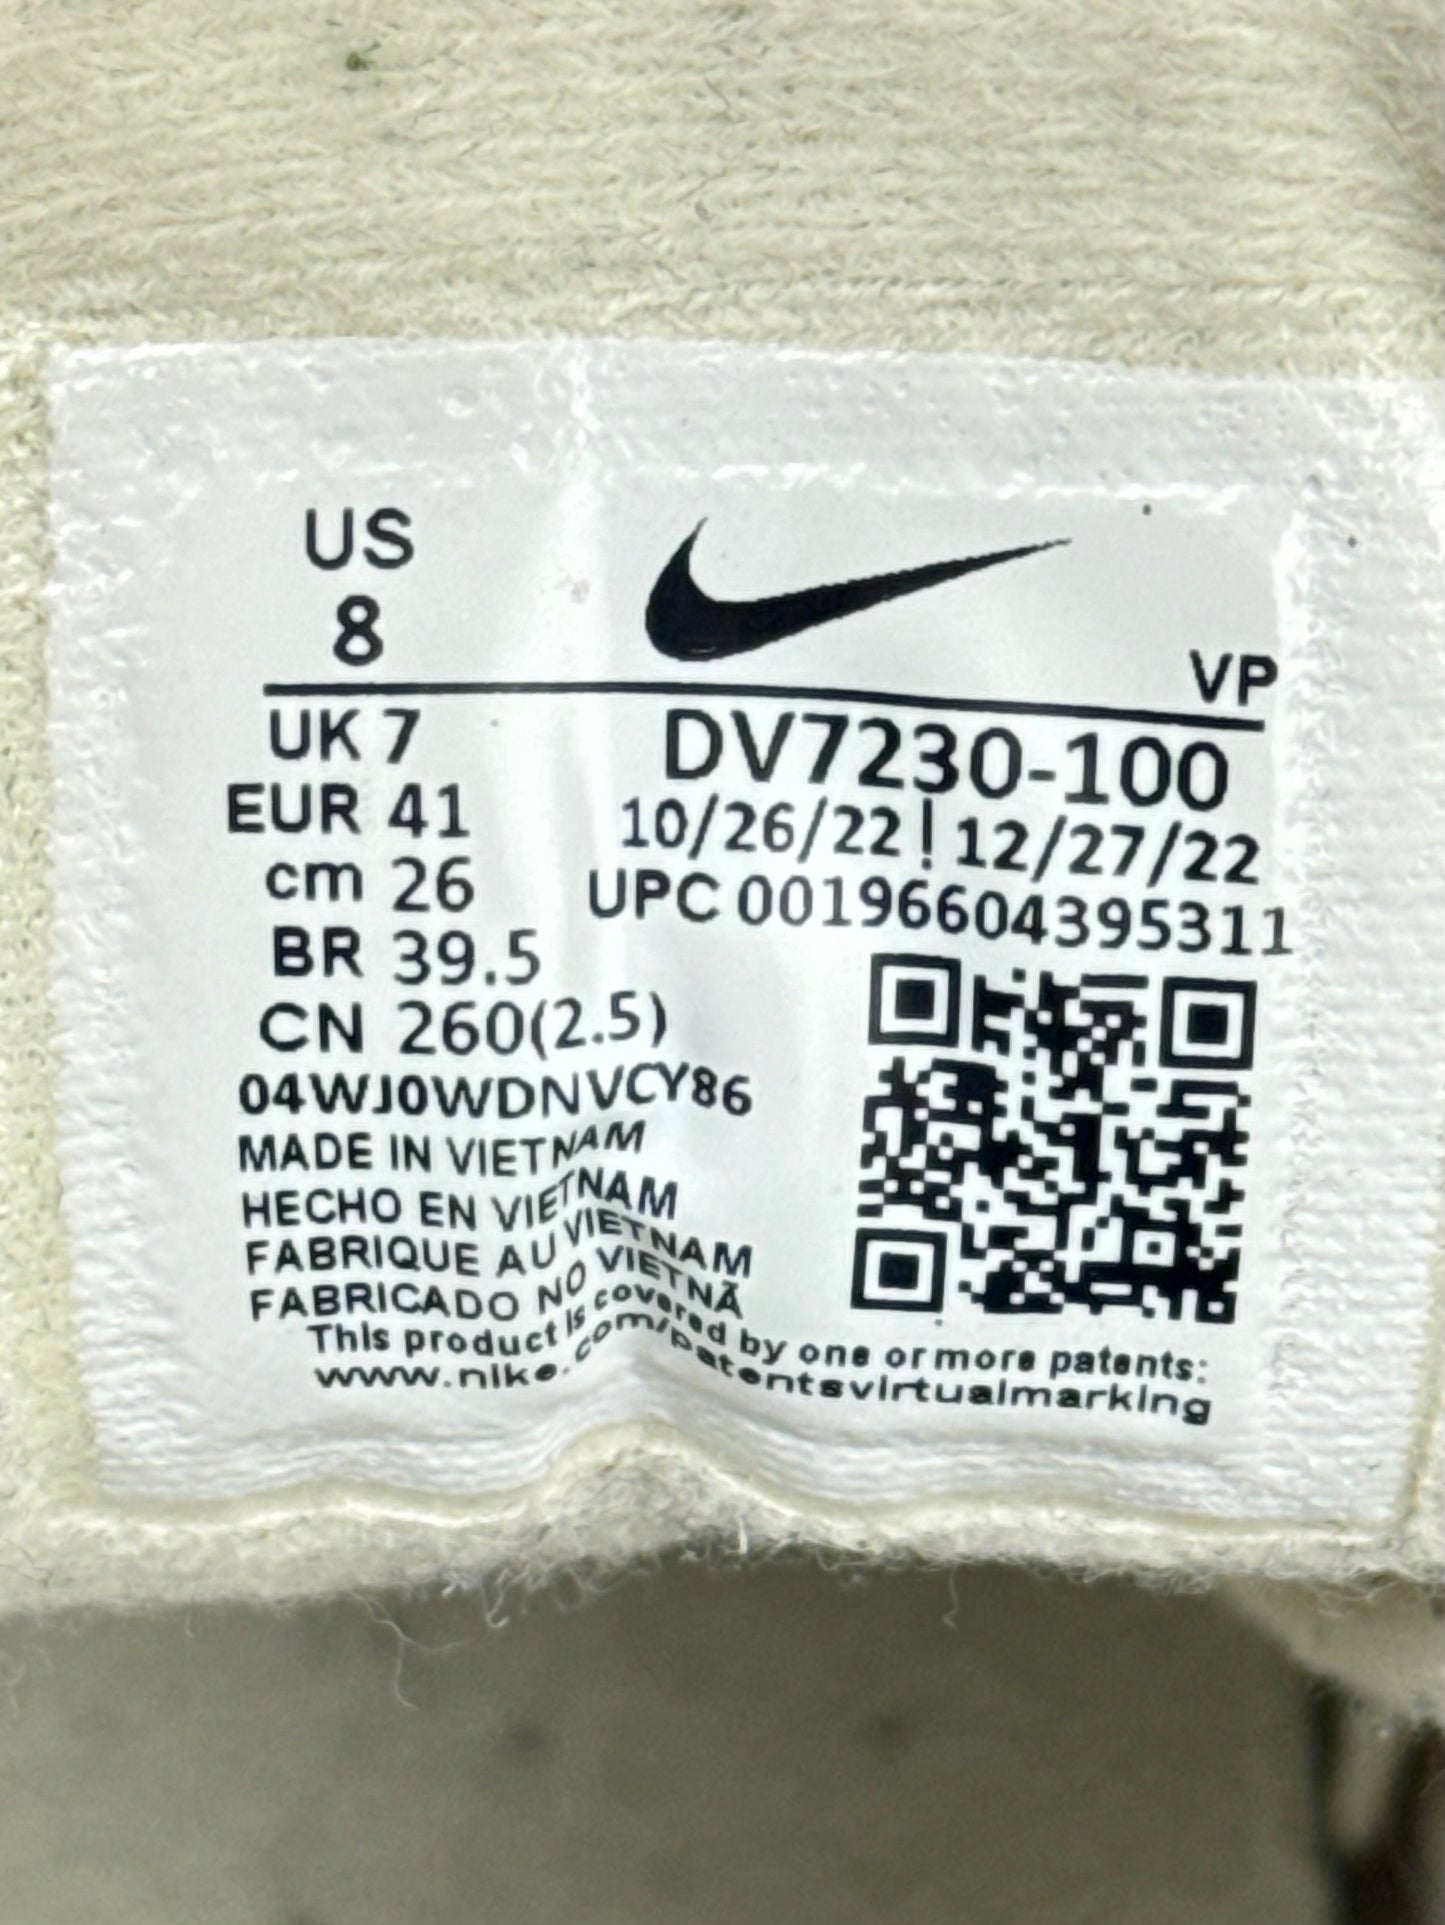 US
8
VP
UK 7
DV7230-100
EUR 41
10/26/22 ! 12/27/22
cm 26
UPC 00196604395311
BR 39.5
CN 260(2.5)
04WJ0WDNVCY86
MADE IN VIETNAM
HECHO EN VIETNAM
FABRIQUE AU VIETNAM
FABRICADO NO VIETNÃ
This product is covered by one or more patents:
www.nike.com/patentsvirtualmarking